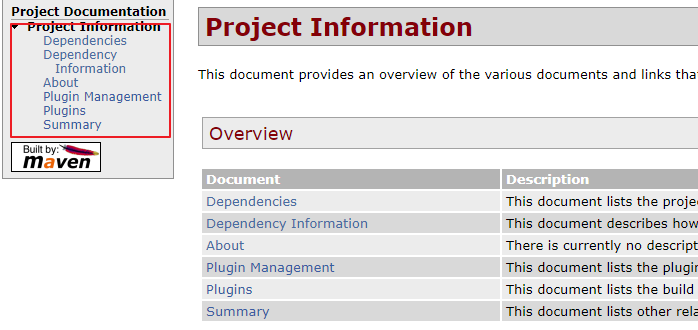 Project Documentation
Project Information
Dependencies
Dependency
Information
About
Plugin Management
Plugins
Summary
Built by:
maven
Project Information
This document provides an overview of the various documents and links that
Overview
Document Description
Dependencies This document lists the projec
Dependency Information This document describes how
About There is currently no descript
Plugin Management This document lists the plugin
Plugins This document lists the build
Summary This document lists other rela